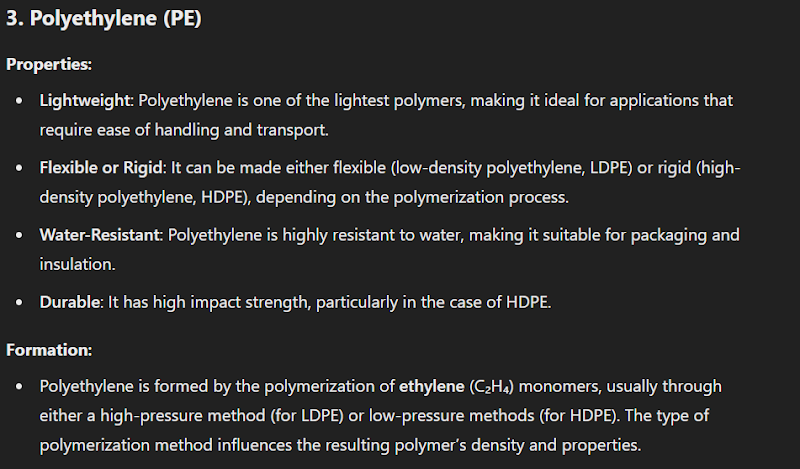 3. Polyethylene (PE)
Properties:
• Lightweight: Polyethylene is one of the lightest polymers, making it ideal for applications that
require ease of handling and transport.
• Flexible or Rigid: It can be made either flexible (low-density polyethylene, LDPE) or rigid (high-
density polyethylene, HDPE), depending on the polymerization process.
• Water-Resistant: Polyethylene is highly resistant to water, making it suitable for packaging and
insulation.
• Durable: It has high impact strength, particularly in the case of HDPE.
Formation:
• Polyethylene is formed by the polymerization of ethylene (C₂H₄) monomers, usually through
either a high-pressure method (for LDPE) or low-pressure methods (for HDPE). The type of
polymerization method influences the resulting polymer’s density and properties.